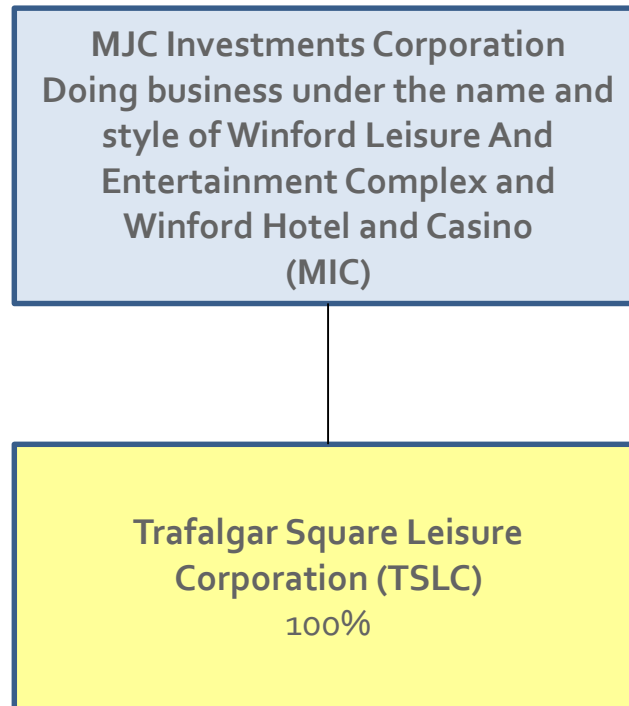 MJC Investments Corporation
Doing business under the name and
style of Winford Leisure And
Entertainment Complex and
Winford Hotel and Casino
(MIC)
Trafalgar Square Leisure
Corporation (TSLC)
100%